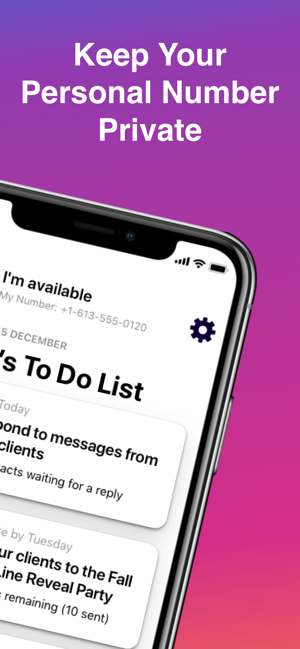 Keep Your
Personal Number
Private
I'm available
My Number: +1-613-555-0120
5 DECEMBER
's To Do List
Today
pond to messages from
clients
acts waiting for a reply
e by Tuesday
ur clients to the Fall
Line Reveal Party
s remaining (10 sent)